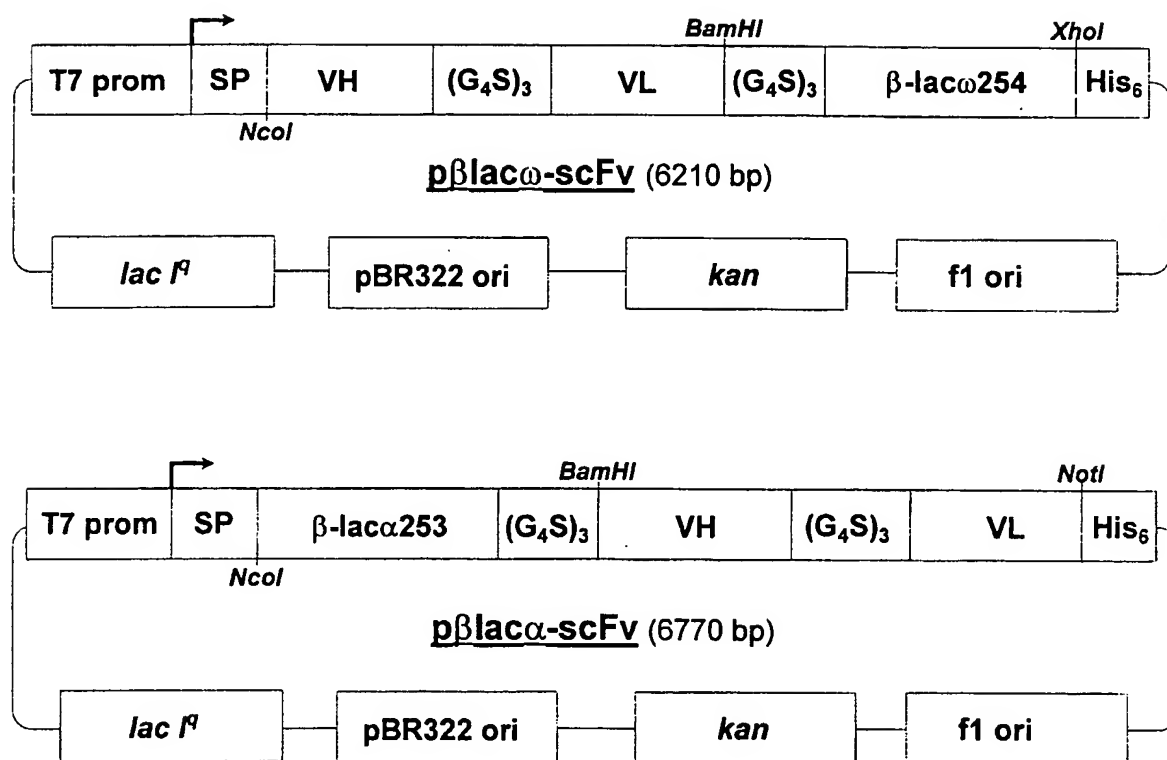 BamHI XhoI
T7 prom SP VH (G₄S)₃ VL (G₄S)₃ β-lacω254 His₆
NcoI
pβlacω-scFv (6210 bp)
lac Iq pBR322 ori kan f1 ori
BamHI NotI
T7 prom SP β-lacα253 (G₄S)₃ VH (G₄S)₃ VL His₆
NcoI
pβlacα-scFv (6770 bp)
lac Iq pBR322 ori kan f1 ori